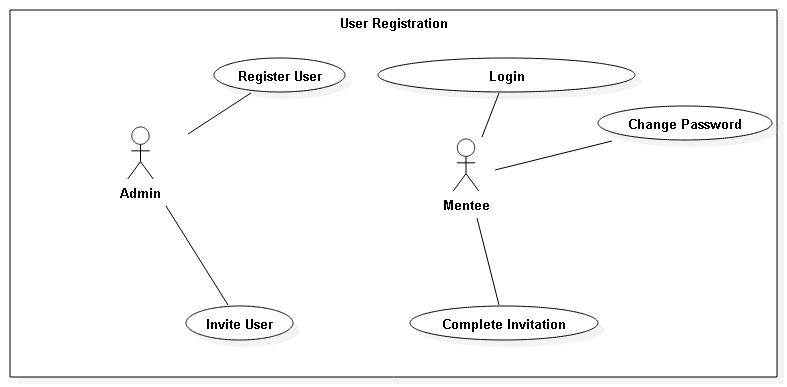 User Registration
Register User
Login
Change Password
Admin
Mentee
Invite User
Complete Invitation